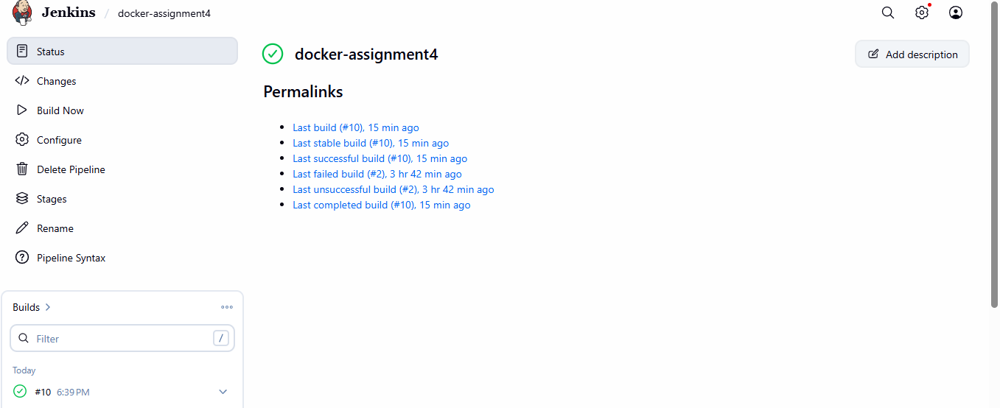 Jenkins / docker-assignment4
Status
Changes
Build Now
Configure
Delete Pipeline
Stages
Rename
Pipeline Syntax
Builds
Filter /
Today
#10 6:39 PM
docker-assignment4
Add description
Permalinks
Last build (#10), 15 min ago
Last stable build (#10), 15 min ago
Last successful build (#10), 15 min ago
Last failed build (#2), 3 hr 42 min ago
Last unsuccessful build (#2), 3 hr 42 min ago
Last completed build (#10), 15 min ago